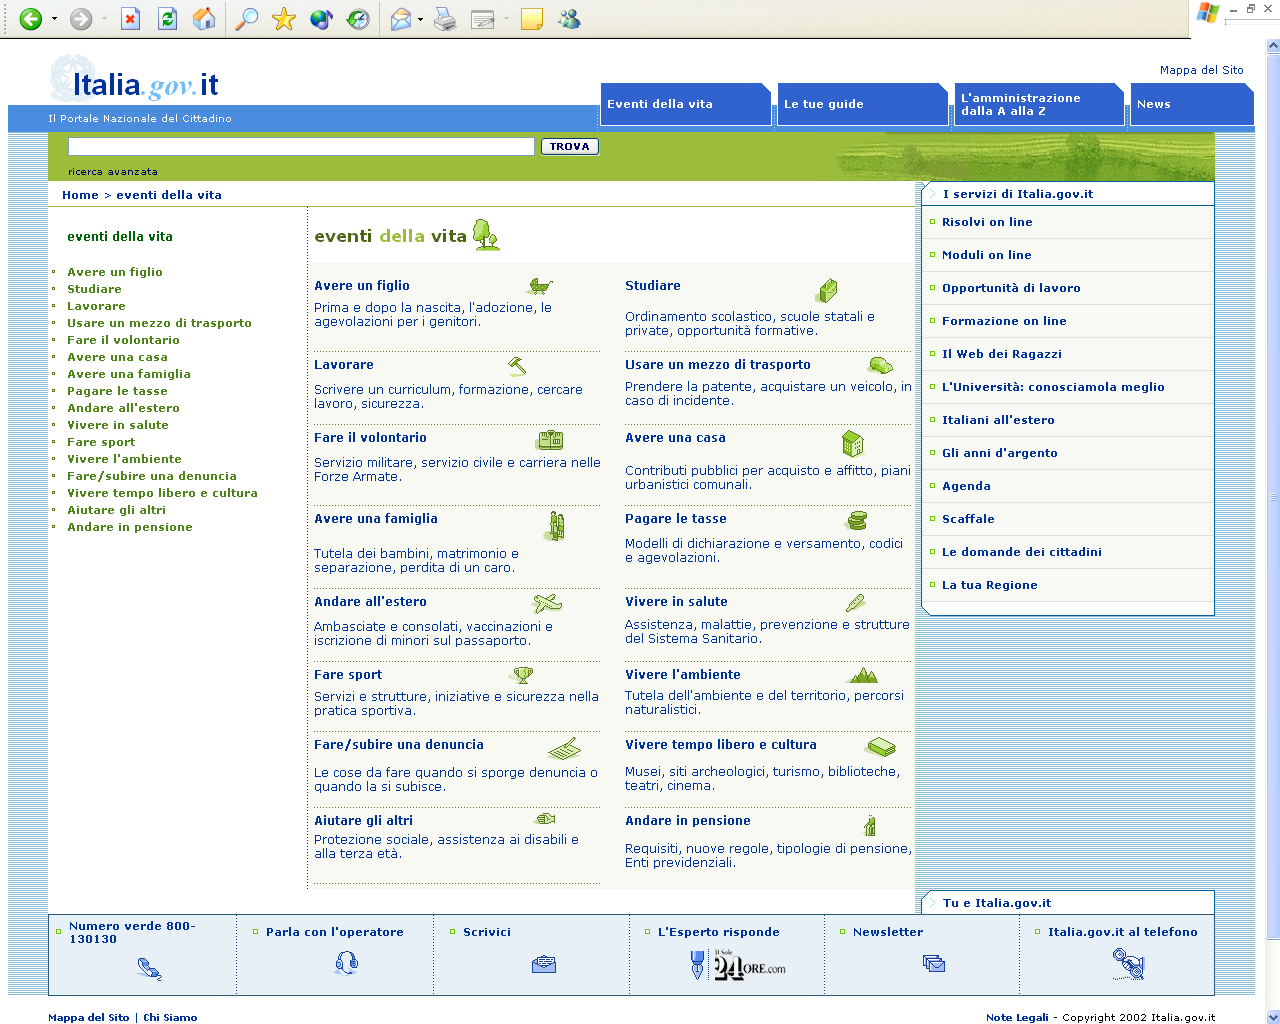 Italia.gov.it
Mappa del Sito
Il Portale Nazionale del Cittadino
Eventi della vita
Le tue guide
L'amministrazione
dalla A alla Z
News
TROVA
ricerca avanzata
Home > eventi della vita
eventi della vita
Avere un figlio
Studiare
Lavorare
Usare un mezzo di trasporto
Fare il volontario
Avere una casa
Avere una famiglia
Pagare le tasse
Andare all'estero
Vivere in salute
Fare sport
Vivere l'ambiente
Fare/subire una denuncia
Vivere tempo libero e cultura
Aiutare gli altri
Andare in pensione
eventi della vita
Avere un figlio
Prima e dopo la nascita, l'adozione, le
agevolazioni per i genitori.
Studiare
Ordinamento scolastico, scuole statali e
private, opportunità formative.
Lavorare
Scrivere un curriculum, formazione, cercare
lavoro, sicurezza.
Usare un mezzo di trasporto
Prendere la patente, acquistare un veicolo, in
caso di incidente.
Fare il volontario
Servizio militare, servizio civile e carriera nelle
Forze Armate.
Avere una casa
Contributi pubblici per acquisto e affitto, piani
urbanistici comunali.
Avere una famiglia
Tutela dei bambini, matrimonio e
separazione, perdita di un caro.
Pagare le tasse
Modelli di dichiarazione e versamento, codici
e agevolazioni.
Andare all'estero
Ambasciate e consolati, vaccinazioni e
iscrizione di minori sul passaporto.
Vivere in salute
Assistenza, malattie, prevenzione e strutture
del Sistema Sanitario.
Fare sport
Servizi e strutture, iniziative e sicurezza nella
pratica sportiva.
Vivere l'ambiente
Tutela dell'ambiente e del territorio, percorsi
naturalistici.
Fare/subire una denuncia
Le cose da fare quando si sporge denuncia o
quando la si subisce.
Vivere tempo libero e cultura
Musei, siti archeologici, turismo, biblioteche,
teatri, cinema.
Aiutare gli altri
Protezione sociale, assistenza ai disabili e
alla terza età.
Andare in pensione
Requisiti, nuove regole, tipologie di pensione,
Enti previdenziali.
I servizi di Italia.gov.it
Risolvi on line
Moduli on line
Opportunità di lavoro
Formazione on line
Il Web dei Ragazzi
L'Università: conosciamola meglio
Italiani all'estero
Gli anni d'argento
Agenda
Scaffale
Le domande dei cittadini
La tua Regione
Tu e Italia.gov.it
Numero verde 800-
130130
Parla con l'operatore
Scrivici
L'Esperto risponde
Il Sole
24 ORE.com
Newsletter
Italia.gov.it al telefono
Mappa del Sito | Chi Siamo
Note Legali - Copyright 2002 Italia.gov.it